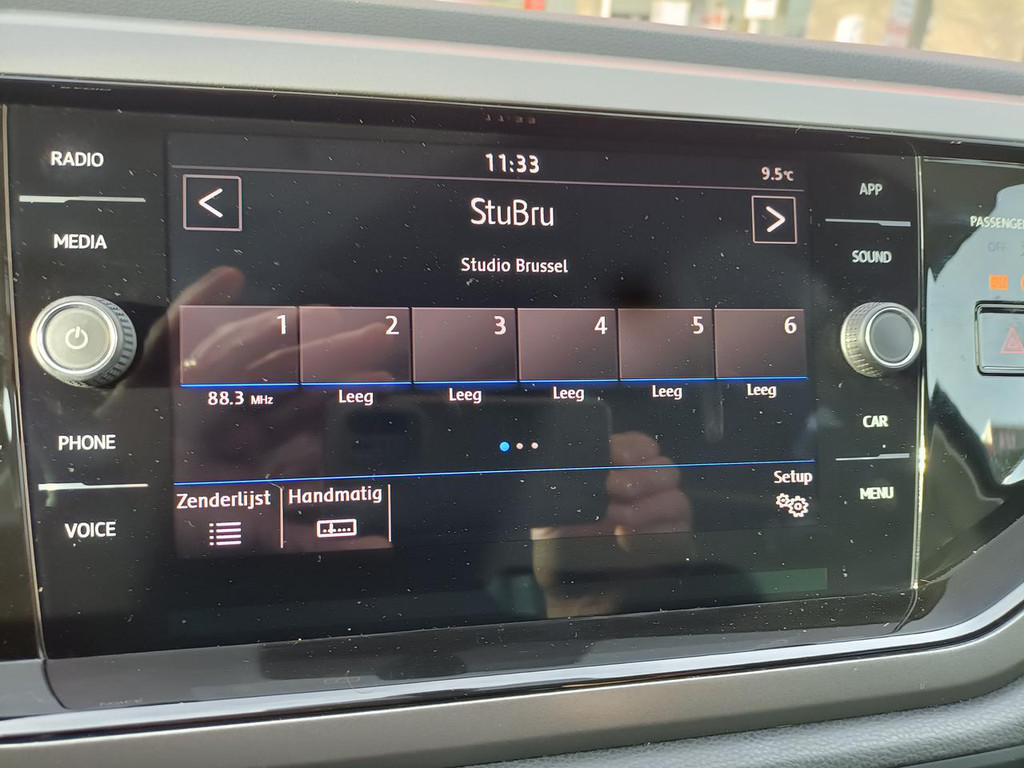 RADIO
MEDIA
PHONE
VOICE
11:33
9.5°C
StuBru
Studio Brussel
1 2 3 4 5 6
88.3 MHz Leeg Leeg Leeg Leeg Leeg
Zenderlijst Handmatig
Setup
APP
SOUND
CAR
MENU
OFF